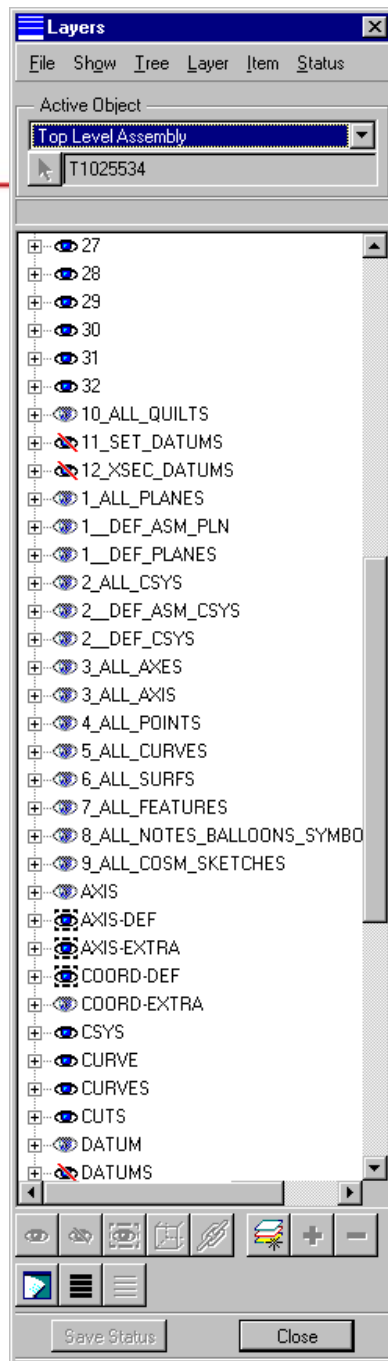 Layers
File Show Tree Layer Item Status
Active Object
Top Level Assembly
T1025534
27
28
29
30
31
32
10_ALL_QUILTS
11_SET_DATUMS
12_XSEC_DATUMS
1_ALL_PLANES
1__DEF_ASM_PLN
1__DEF_PLANES
2_ALL_CSYS
2__DEF_ASM_CSYS
2__DEF_CSYS
3_ALL_AXES
3_ALL_AXIS
4_ALL_POINTS
5_ALL_CURVES
6_ALL_SURFS
7_ALL_FEATURES
8_ALL_NOTES_BALLOONS_SYMBO
9_ALL_COSM_SKETCHES
AXIS
AXIS-DEF
AXIS-EXTRA
COORD-DEF
COORD-EXTRA
CSYS
CURVE
CURVES
CUTS
DATUM
DATUMS
Save Status Close